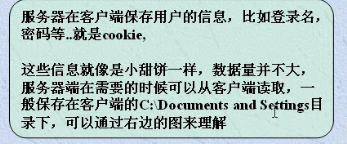 服务器在客户端保存用户的信息，比如登录名，
密码等..就是cookie,
这些信息就像是小甜饼一样，数据量并不大，
服务器端在需要的时候可以从客户端读取，一
般保存在客户端的C:\Documents and Settings目
录下，可以通过右边的图来理解